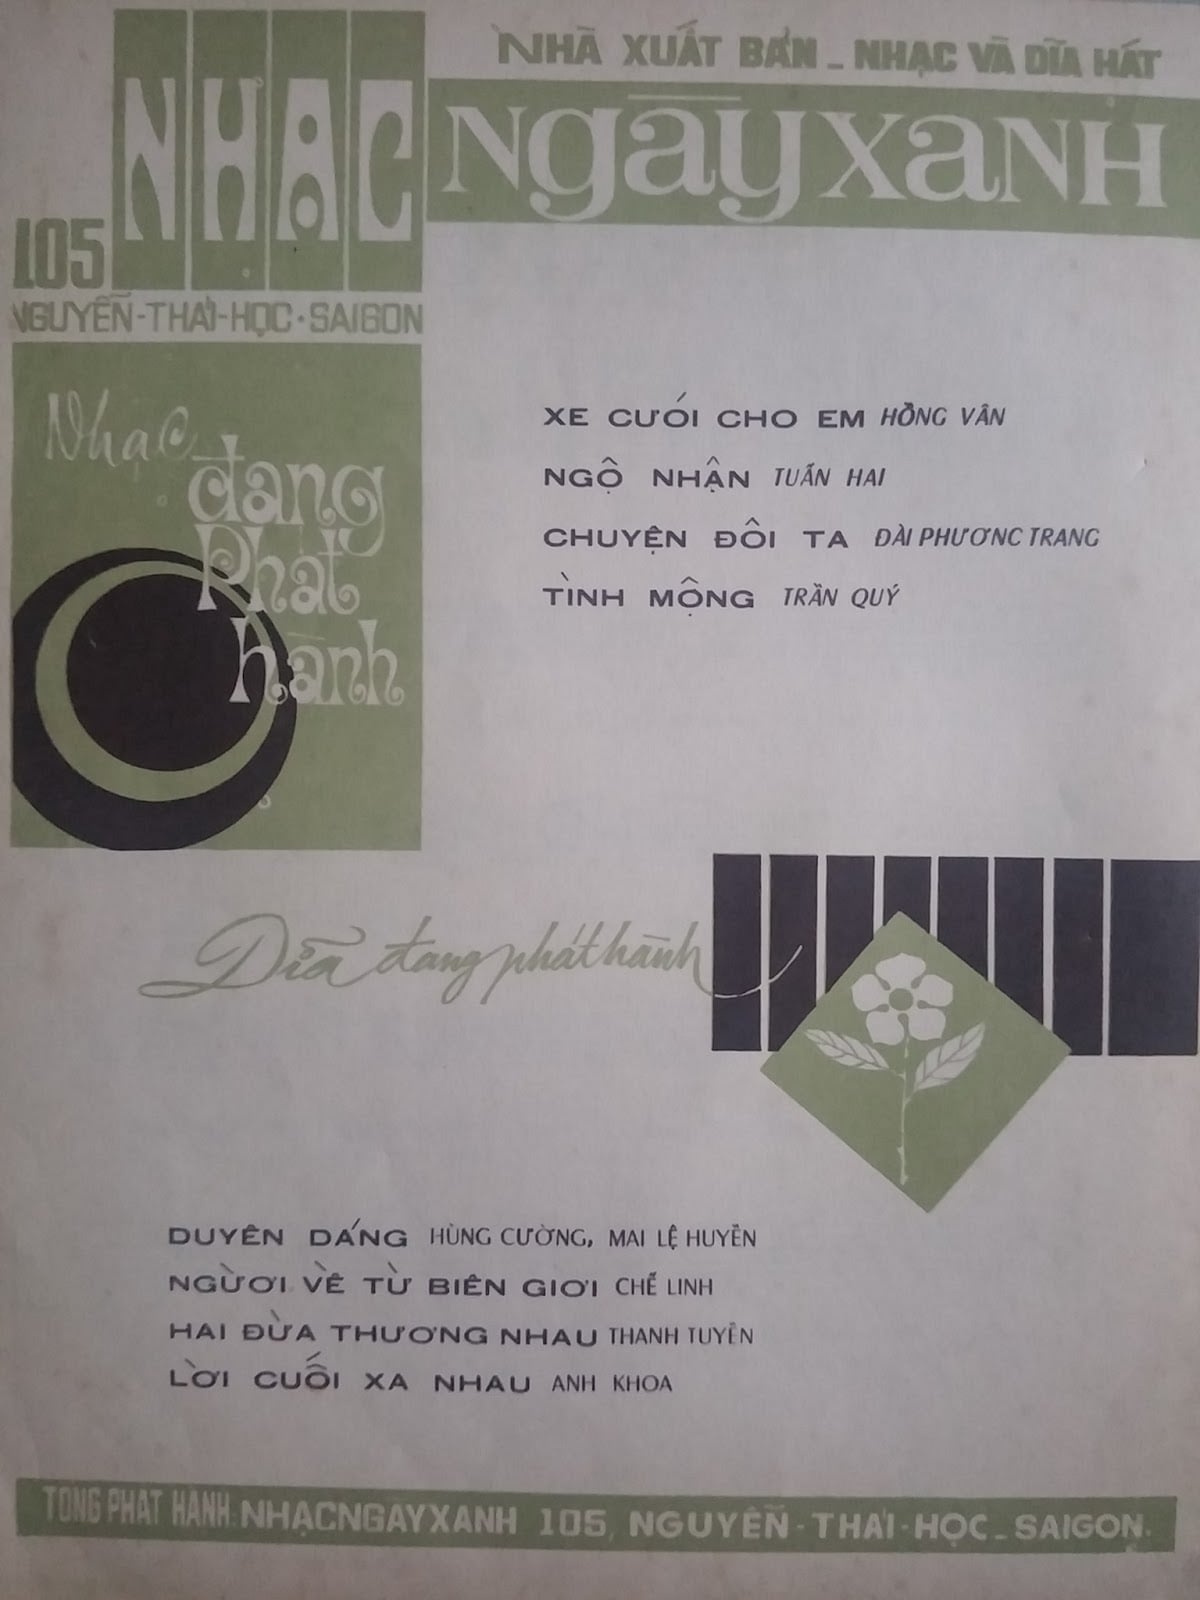 NHÀ XUẤT BẢN - NHẠC VÀ DĨA HÁT
NHẠC NGÀY XANH
105
NGUYỄN-THÁI-HỌC·SAIGON
Nhạc
đang
Phát
hành
XE CƯỚI CHO EM HỒNG VÂN
NGỘ NHẬN TUẤN HẢI
CHUYỆN ĐÔI TA ĐÀI PHƯƠNG TRANG
TÌNH MỘNG TRẦN QUÝ
Dĩa đang phát hành
DUYÊN DÁNG HÙNG CƯỜNG, MAI LỆ HUYỀN
NGƯỜI VỀ TỪ BIÊN GIỚI CHẾ LINH
HAI ĐỨA THƯƠNG NHAU THANH TUYỀN
LỜI CUỐI XA NHAU ANH KHOA
TỔNG PHÁT HÀNH: NHẠCNGAYXANH 105, NGUYỄN-THÁI-HỌC_SAIGON.